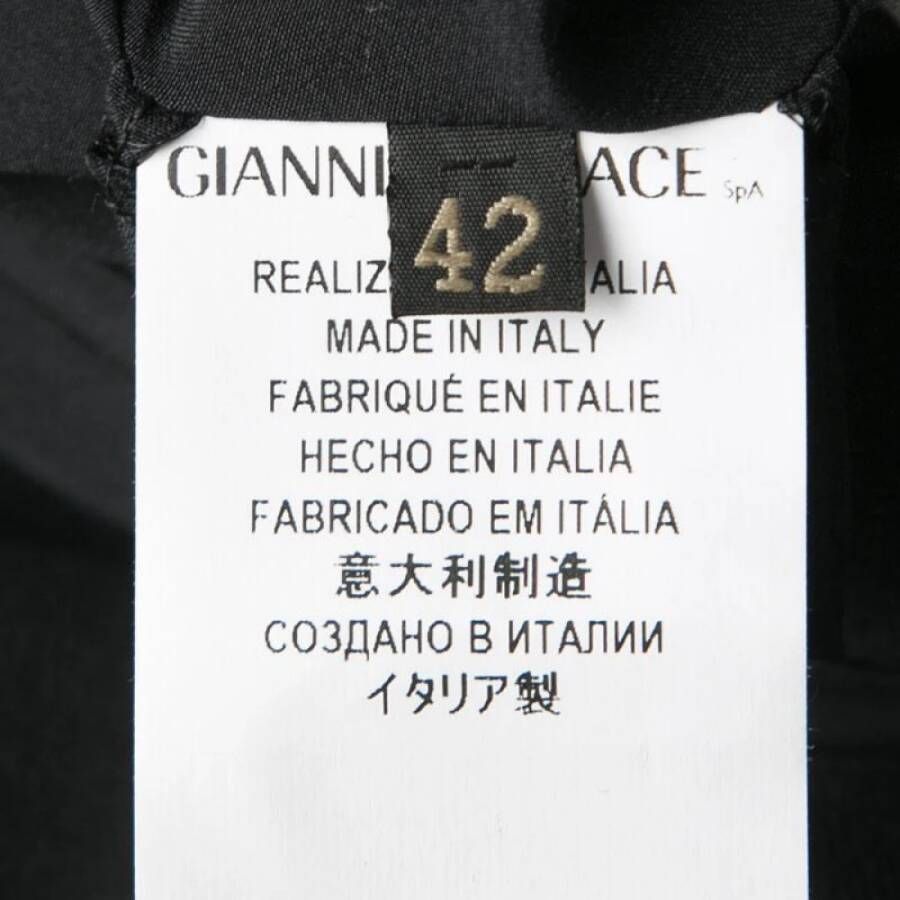 GIANNI ACE SpA
42
REALIZ ALIA
MADE IN ITALY
FABRIQUÉ EN ITALIE
HECHO EN ITALIA
FABRICADO EM ITÁLIA
意大利制造
СОЗДАНО В ИТАЛИИ
イタリア製